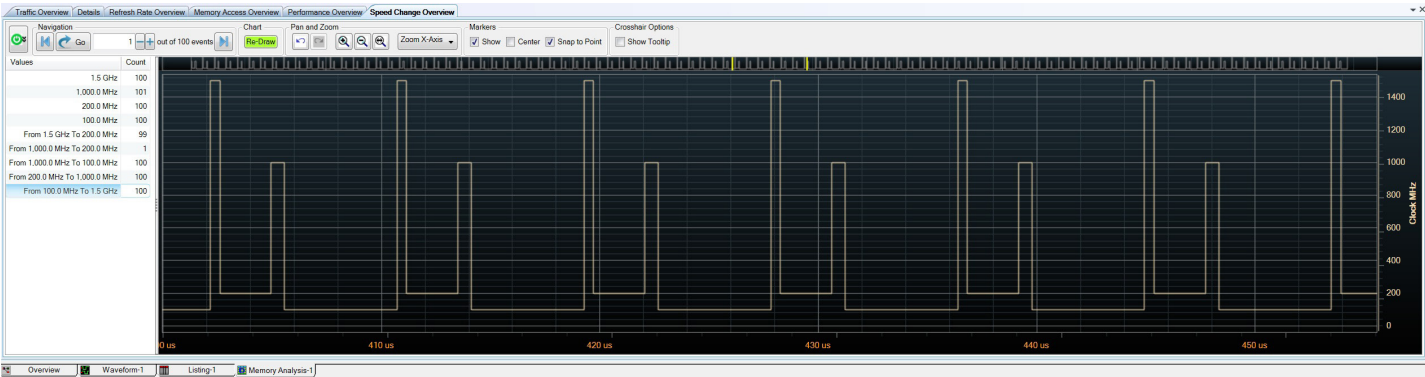 Traffic Overview Details Refresh Rate Overview Memory Access Overview Performance Overview Speed Change Overview
Navigation Chart Pan and Zoom Markers Crosshair Options
Go 1 out of 100 events Re-Draw Zoom X-Axis Show Center Snap to Point Show Tooltip
Values Count
1.5 GHz 100
1,000.0 MHz 101
200.0 MHz 100
100.0 MHz 100
From 1.5 GHz To 200.0 MHz 99
From 1,000.0 MHz To 200.0 MHz 1
From 1,000.0 MHz To 100.0 MHz 100
From 200.0 MHz To 1,000.0 MHz 100
From 100.0 MHz To 1.5 GHz 100
1400
1200
1000
800
600
400
200
0
Clock MHz
0 us 410 us 420 us 430 us 440 us 450 us
Overview Waveform-1 Listing-1 Memory Analysis-1